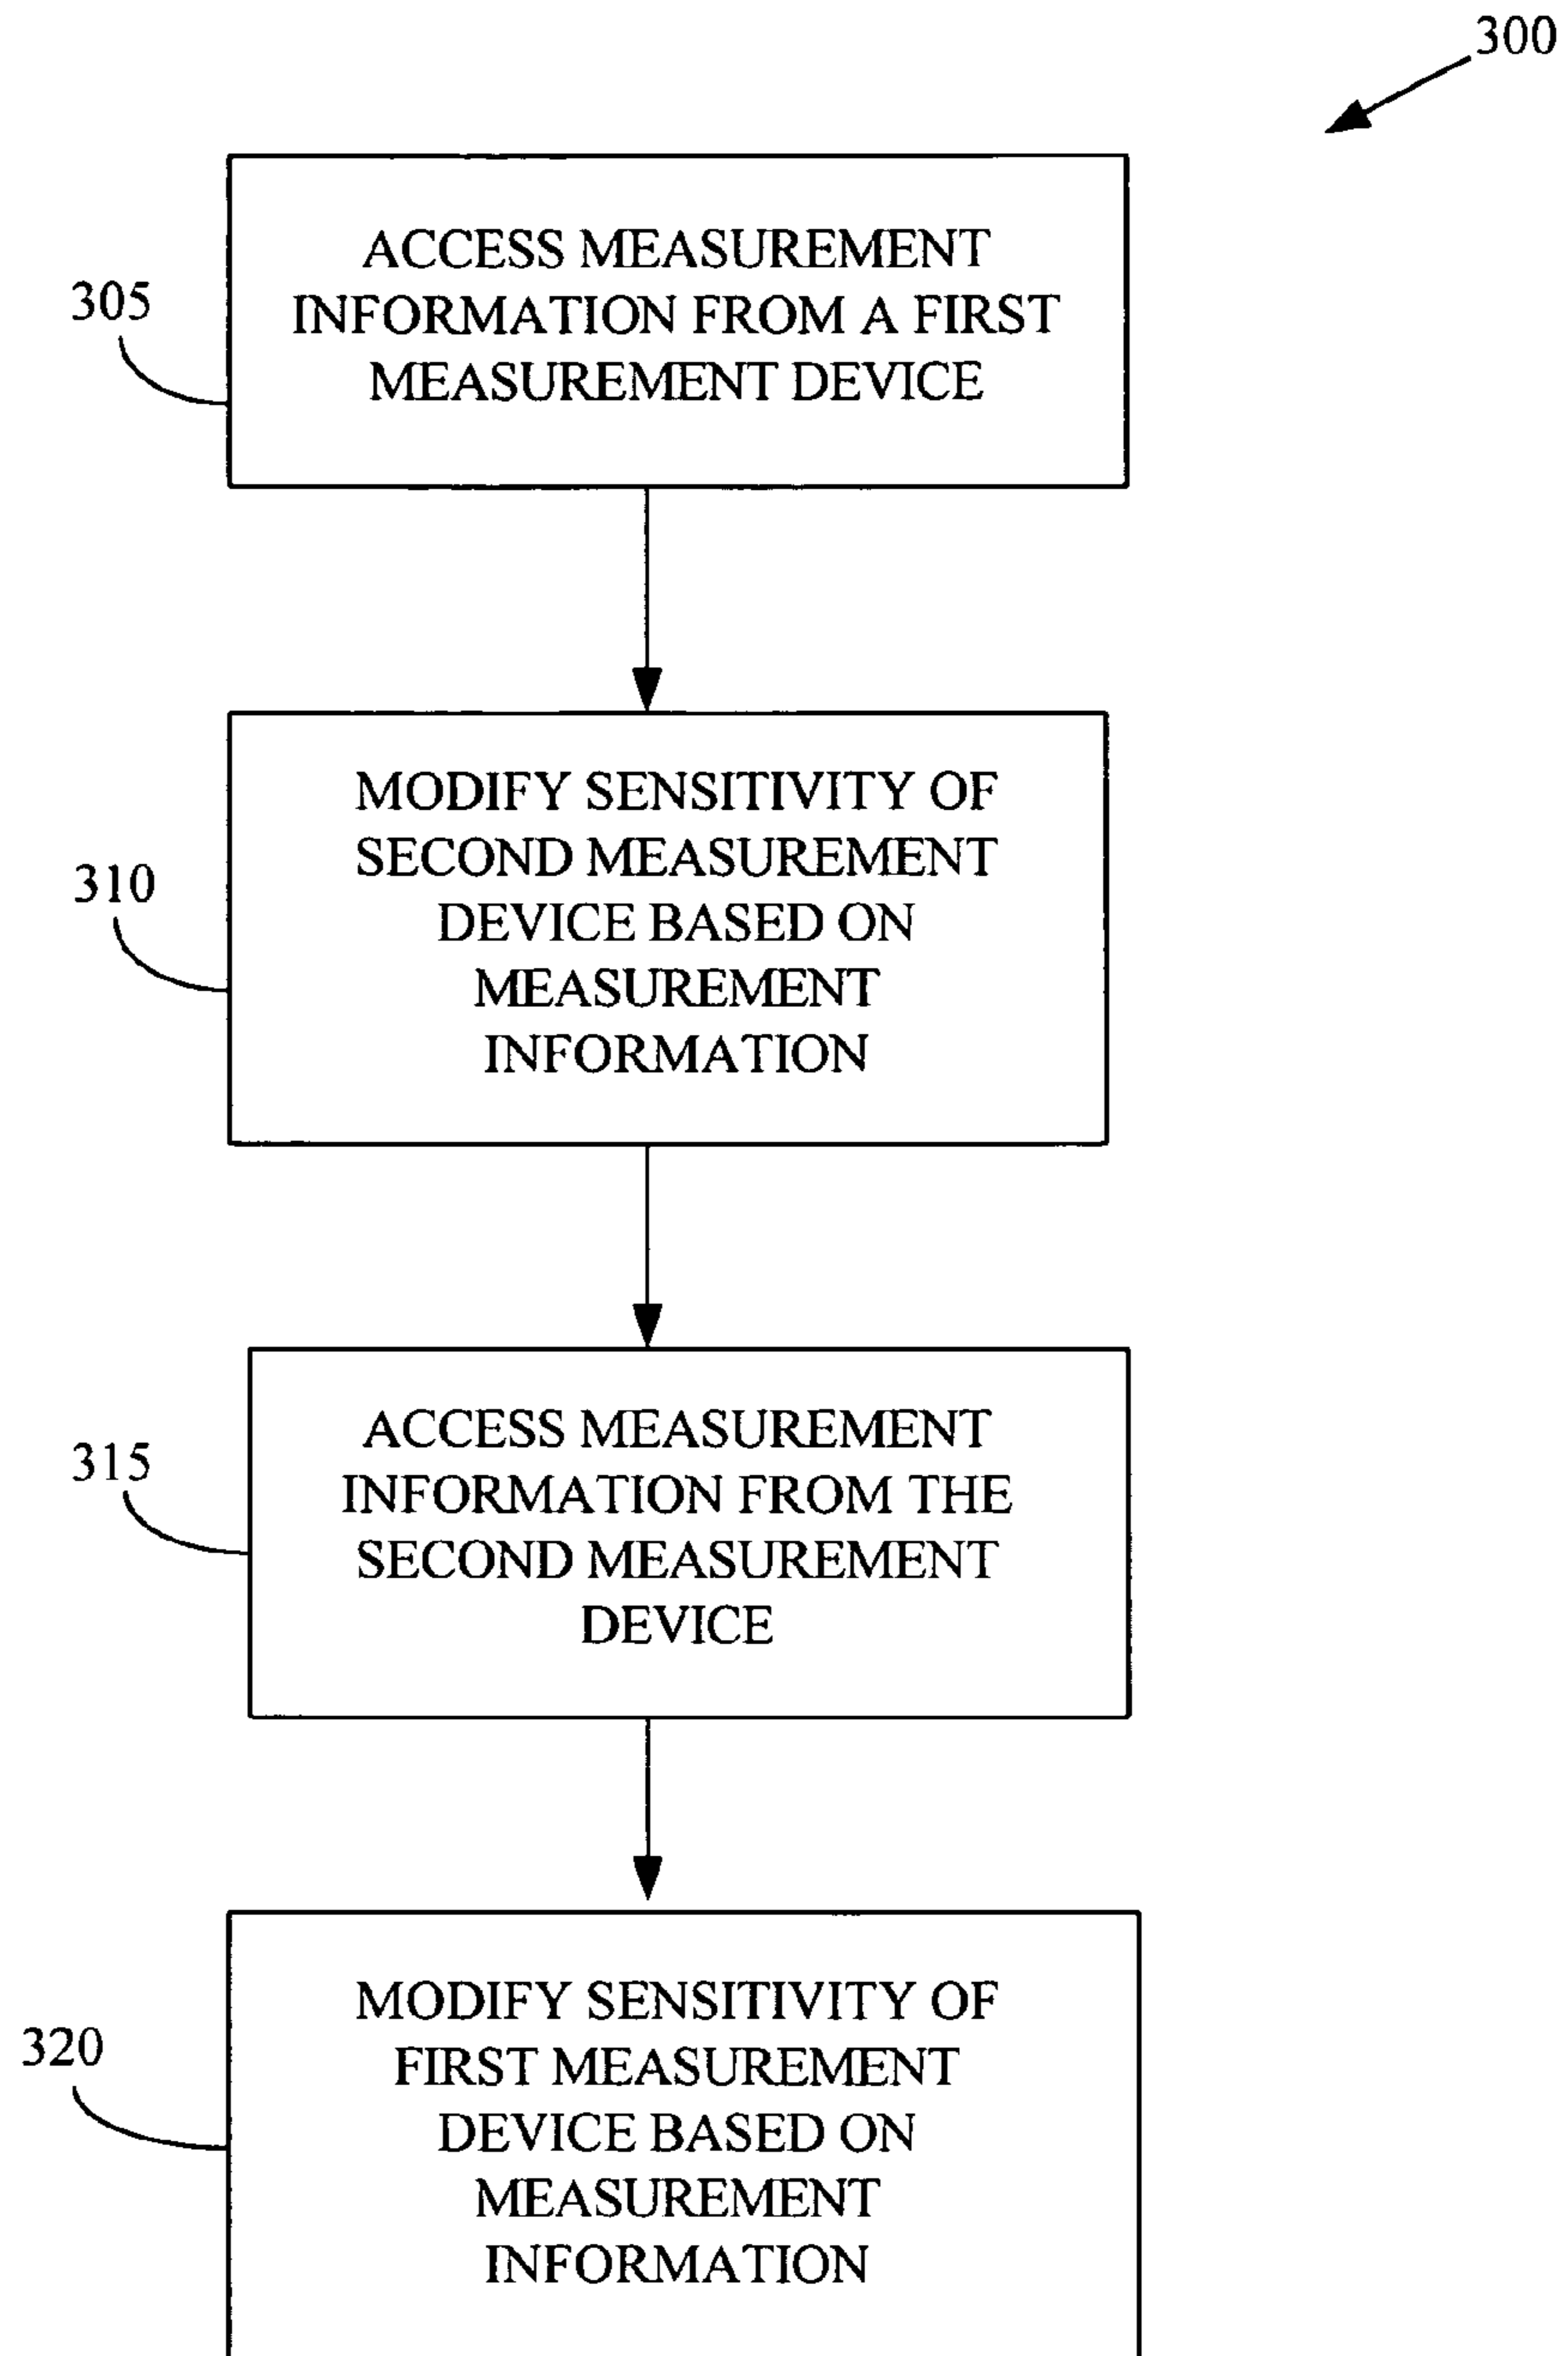 300
ACCESS MEASUREMENT
INFORMATION FROM A FIRST
MEASUREMENT DEVICE
305
MODIFY SENSITIVITY OF
SECOND MEASUREMENT
DEVICE BASED ON
MEASUREMENT
INFORMATION
310
ACCESS MEASUREMENT
INFORMATION FROM THE
SECOND MEASUREMENT
DEVICE
315
MODIFY SENSITIVITY OF
FIRST MEASUREMENT
DEVICE BASED ON
MEASUREMENT
INFORMATION
320